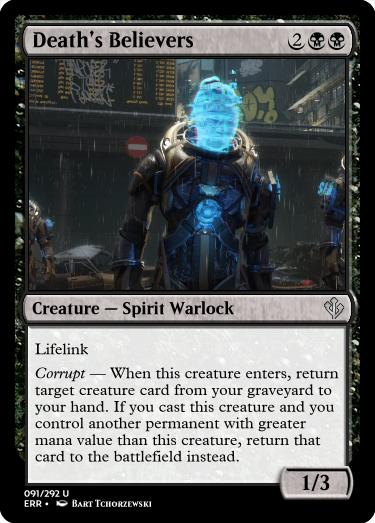 Death's Believers 2
Creature — Spirit Warlock
Lifelink
Corrupt — When this creature enters, return
target creature card from your graveyard to
your hand. If you cast this creature and you
control another permanent with greater
mana value than this creature, return that
card to the battlefield instead.
1/3
091/292 U
ERR • Bart Tchorzewski